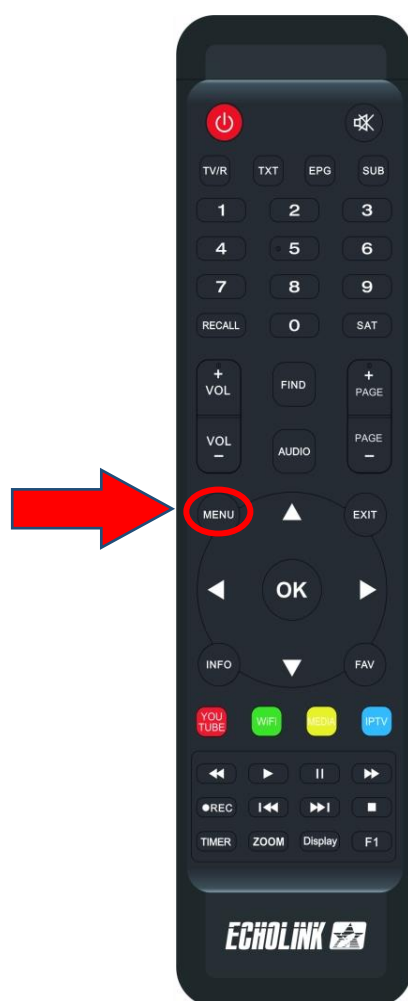 TV/R TXT EPG SUB
1 2 3
4 5 6
7 8 9
RECALL 0 SAT
+ VOL FIND + PAGE
VOL − AUDIO PAGE −
MENU EXIT
OK
INFO FAV
YOU TUBE WiFi MEDIA IPTV
●REC
TIMER ZOOM Display F1
ECHOLINK